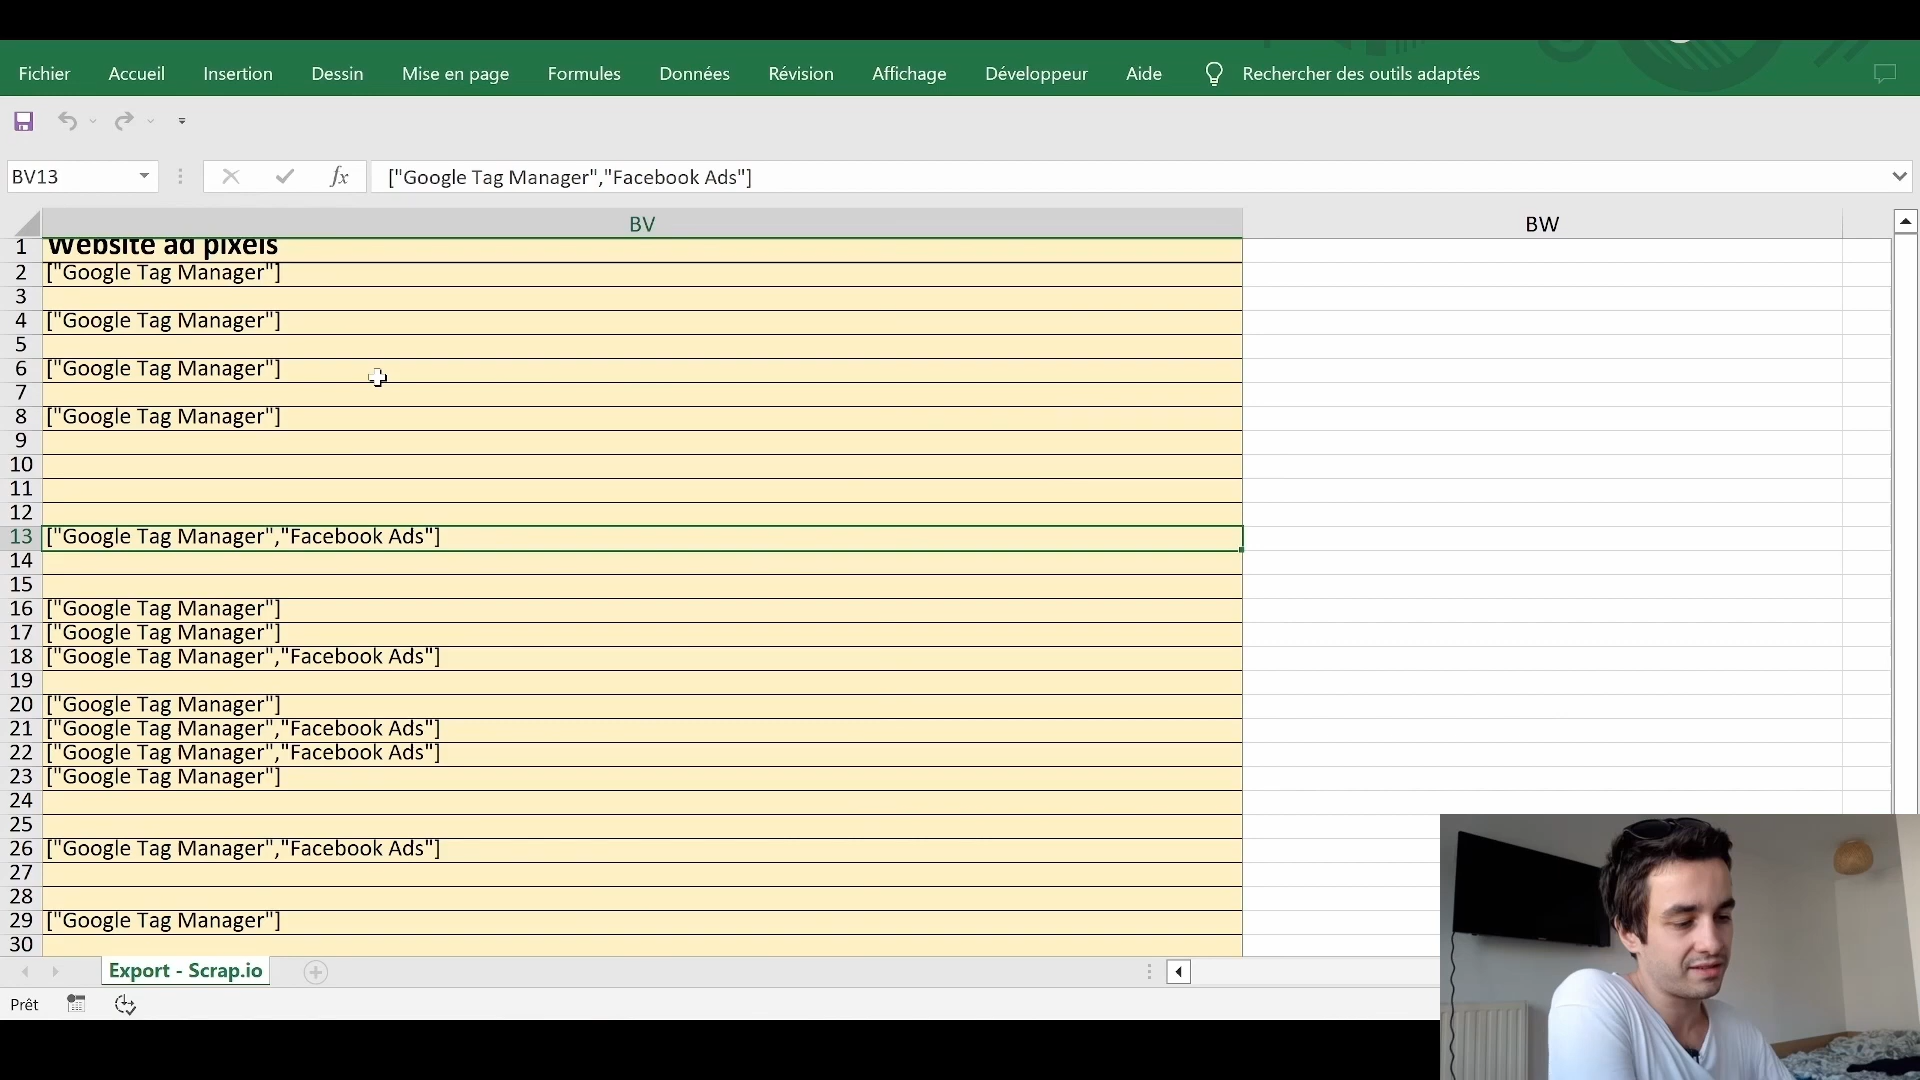 Fichier Accueil Insertion Dessin Mise en page Formules Données Révision Affichage Développeur Aide Rechercher des outils adaptés
BV13 fx ["Google Tag Manager","Facebook Ads"]
BV BW
1 Website ad pixels
2 ["Google Tag Manager"]
3
4 ["Google Tag Manager"]
5
6 ["Google Tag Manager"]
7
8 ["Google Tag Manager"]
9
10
11
12
13 ["Google Tag Manager","Facebook Ads"]
14
15
16 ["Google Tag Manager"]
17 ["Google Tag Manager"]
18 ["Google Tag Manager","Facebook Ads"]
19
20 ["Google Tag Manager"]
21 ["Google Tag Manager","Facebook Ads"]
22 ["Google Tag Manager","Facebook Ads"]
23 ["Google Tag Manager"]
24
25
26 ["Google Tag Manager","Facebook Ads"]
27
28
29 ["Google Tag Manager"]
30
Export - Scrap.io
Prêt